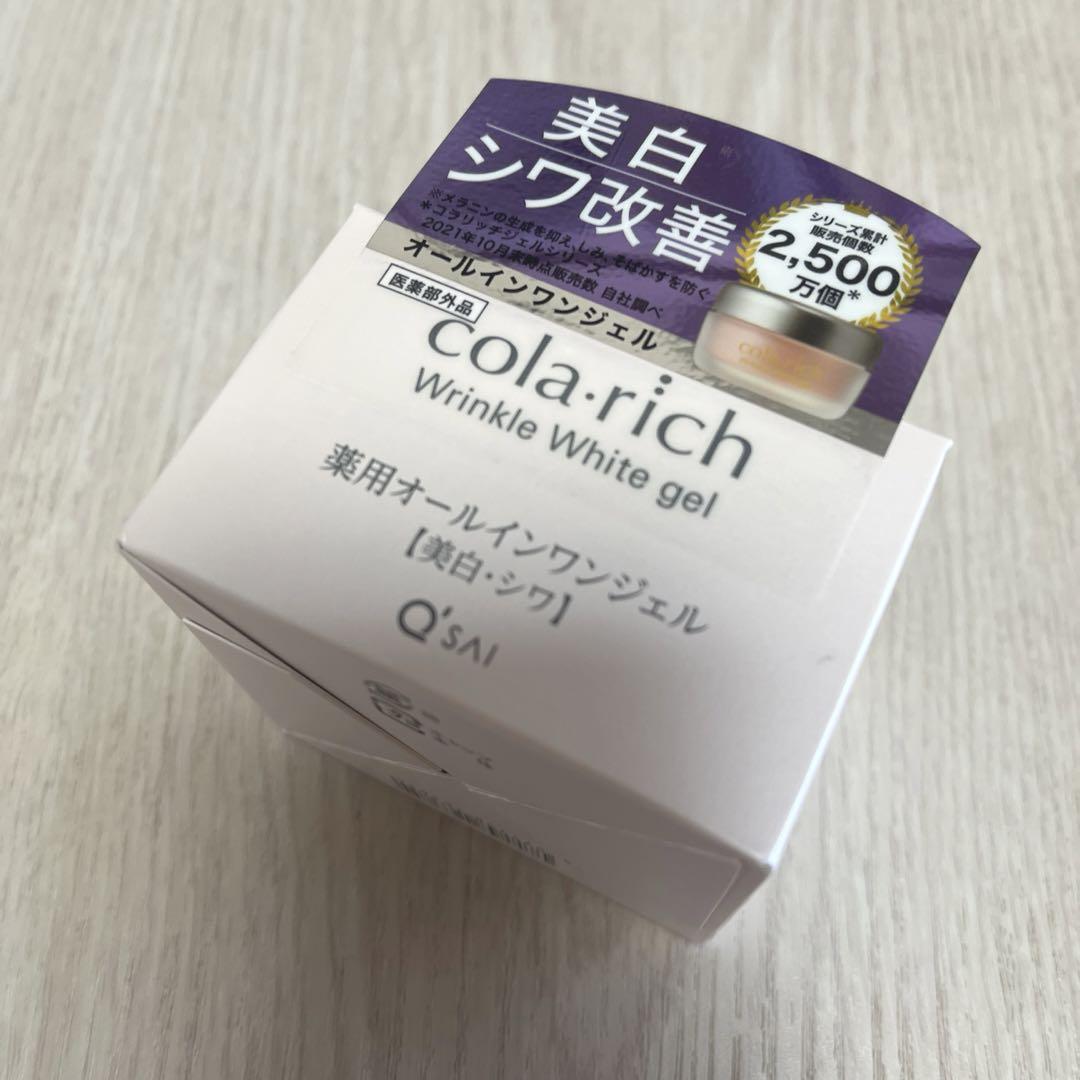 美白
シワ改善
※メラニンの生成を抑え、しみ、そばかすを防ぐ
*コラリッチジェルシリーズ
2021年10月末時点販売数 自社調べ
オールインワンジェル
シリーズ累計
販売個数
2,500
万個*
cola·rich
医薬部外品
cola·rich
Wrinkle White gel
薬用オールインワンジェル
【美白・シワ】
Q'SAI